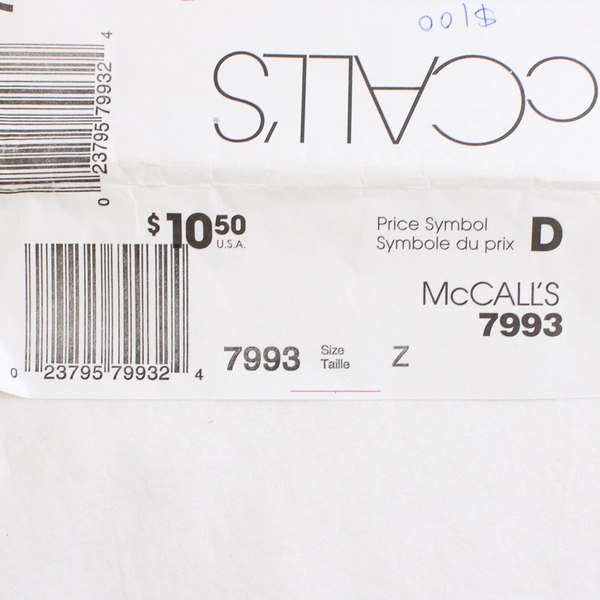 $100
cCALL'S
0 23795 79932 4
$10.50
U.S.A.
Price Symbol
Symbole du prix
D
McCALL'S
7993
7993 Size Taille Z
0 23795 79932 4